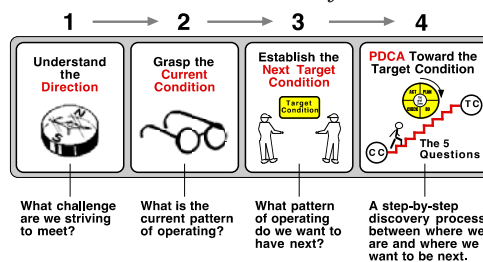 1 2 3 4
Understand
the
Direction
Grasp the
Current
Condition
Establish the
Next Target
Condition
PDCA Toward the
Target Condition
N
S
Target
Condition
ACT PLAN
CHECK DO
TC
CC
The 5
Questions
What challenge
are we striving
to meet?
What is the
current pattern
of operating?
What pattern
of operating
do we want to
have next?
A step-by-step
discovery process
between where we
are and where we
want to be next.